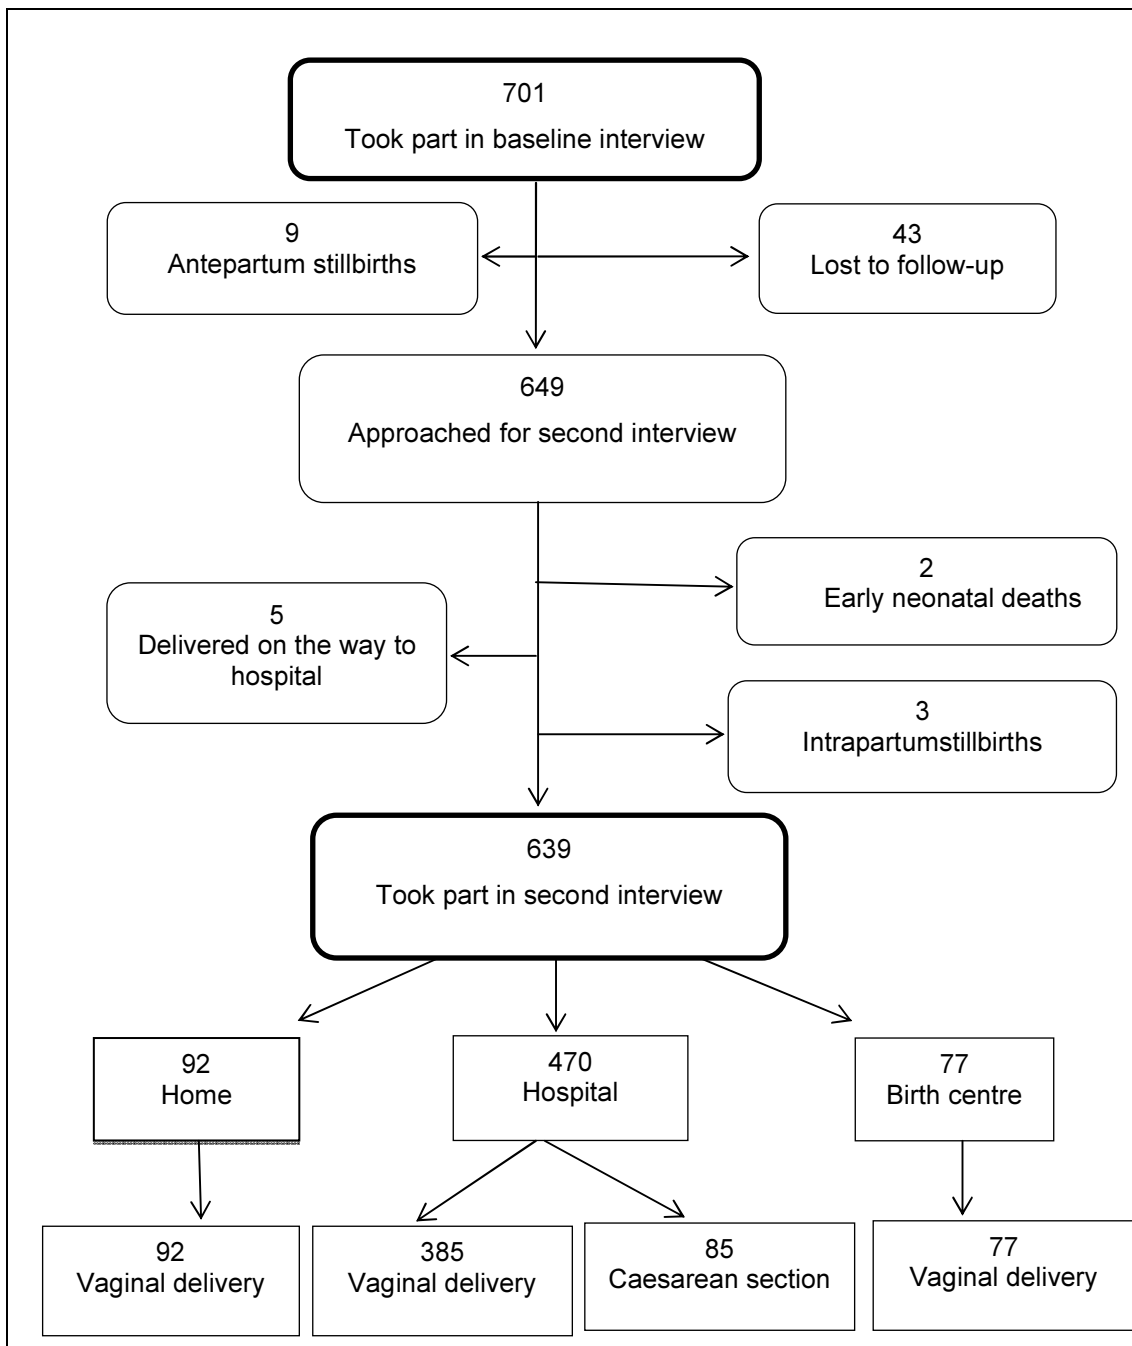 701
Took part in baseline interview
9
Antepartum stillbirths
43
Lost to follow-up
649
Approached for second interview
2
Early neonatal deaths
5
Delivered on the way to
hospital
3
Intrapartumstillbirths
639
Took part in second interview
92
Home
470
Hospital
77
Birth centre
92
Vaginal delivery
385
Vaginal delivery
85
Caesarean section
77
Vaginal delivery